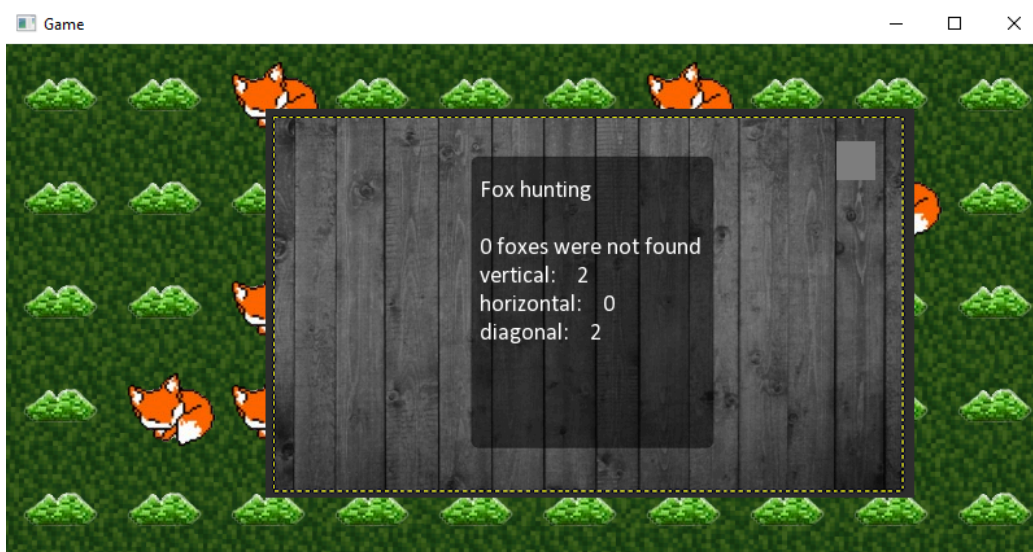 Game
Fox hunting
0 foxes were not found
vertical: 2
horizontal: 0
diagonal: 2